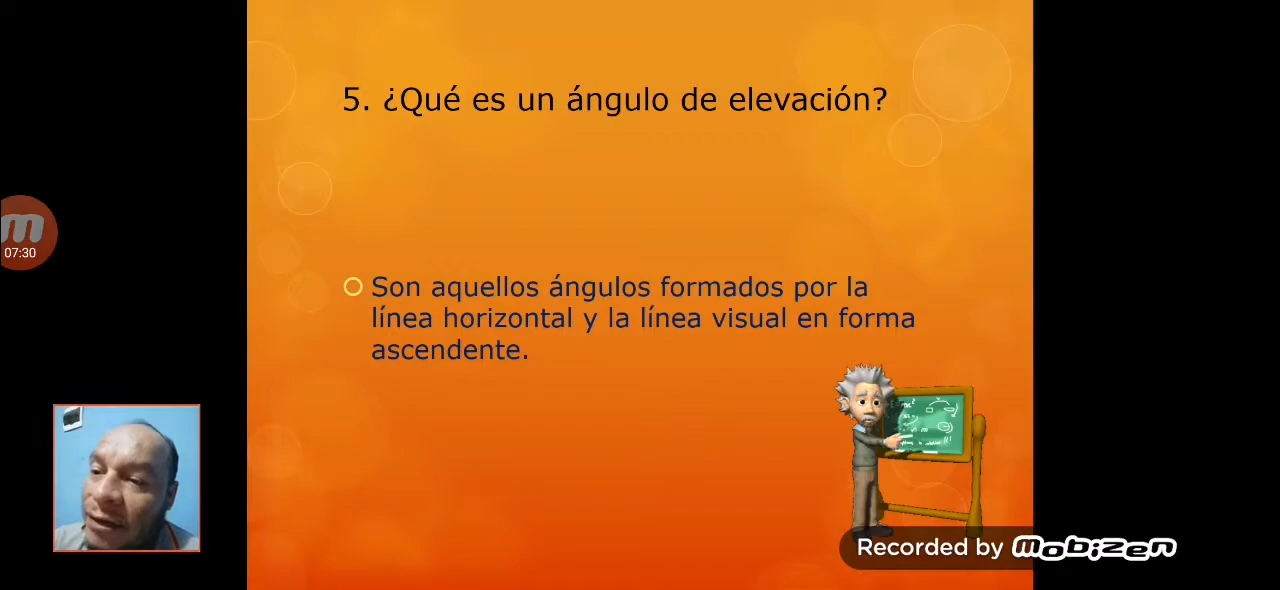 5. ¿Qué es un ángulo de elevación?
07:30
Son aquellos ángulos formados por la
línea horizontal y la línea visual en forma
ascendente.
Recorded by mobizen